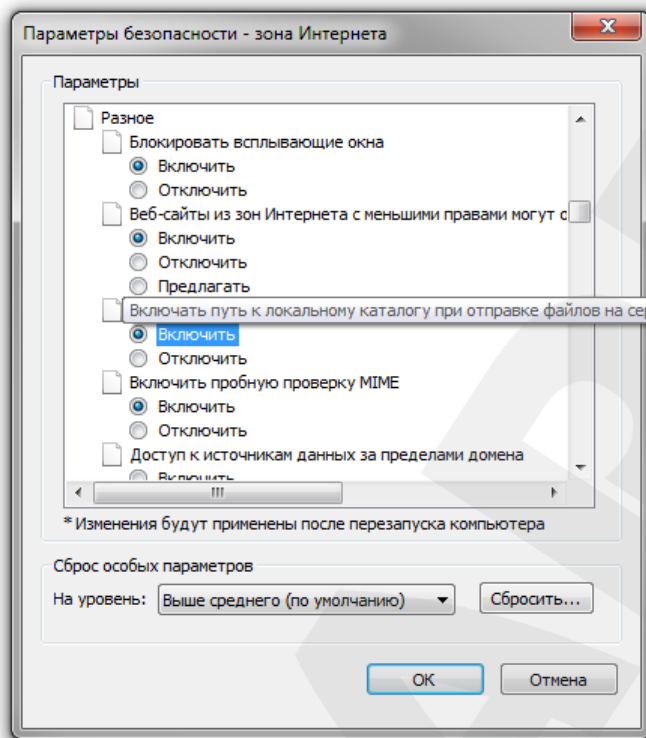 Параметры безопасности - зона Интернета
Параметры
Разное
Блокировать всплывающие окна
Включить
Отключить
Веб-сайты из зон Интернета с меньшими правами могут о
Включить
Отключить
Предлагать
Включать путь к локальному каталогу при отправке файлов на сер
Включить
Отключить
Включить пробную проверку MIME
Включить
Отключить
Доступ к источникам данных за пределами домена
Включить
* Изменения будут применены после перезапуска компьютера
Сброс особых параметров
На уровень: Выше среднего (по умолчанию) Сбросить...
OK Отмена